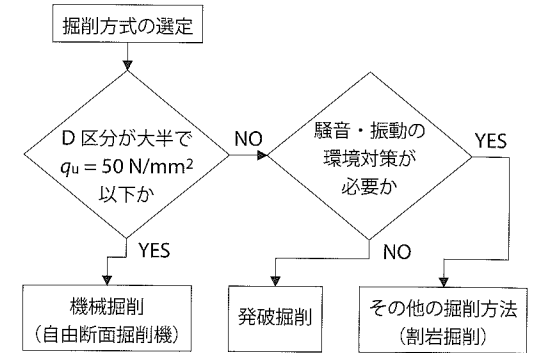 掘削方式の選定
D 区分が大半で
qu = 50 N/mm²
以下か
NO
騒音・振動の
環境対策が
必要か
YES
YES
NO
機械掘削
（自由断面掘削機）
発破掘削
その他の掘削方法
（割岩掘削）